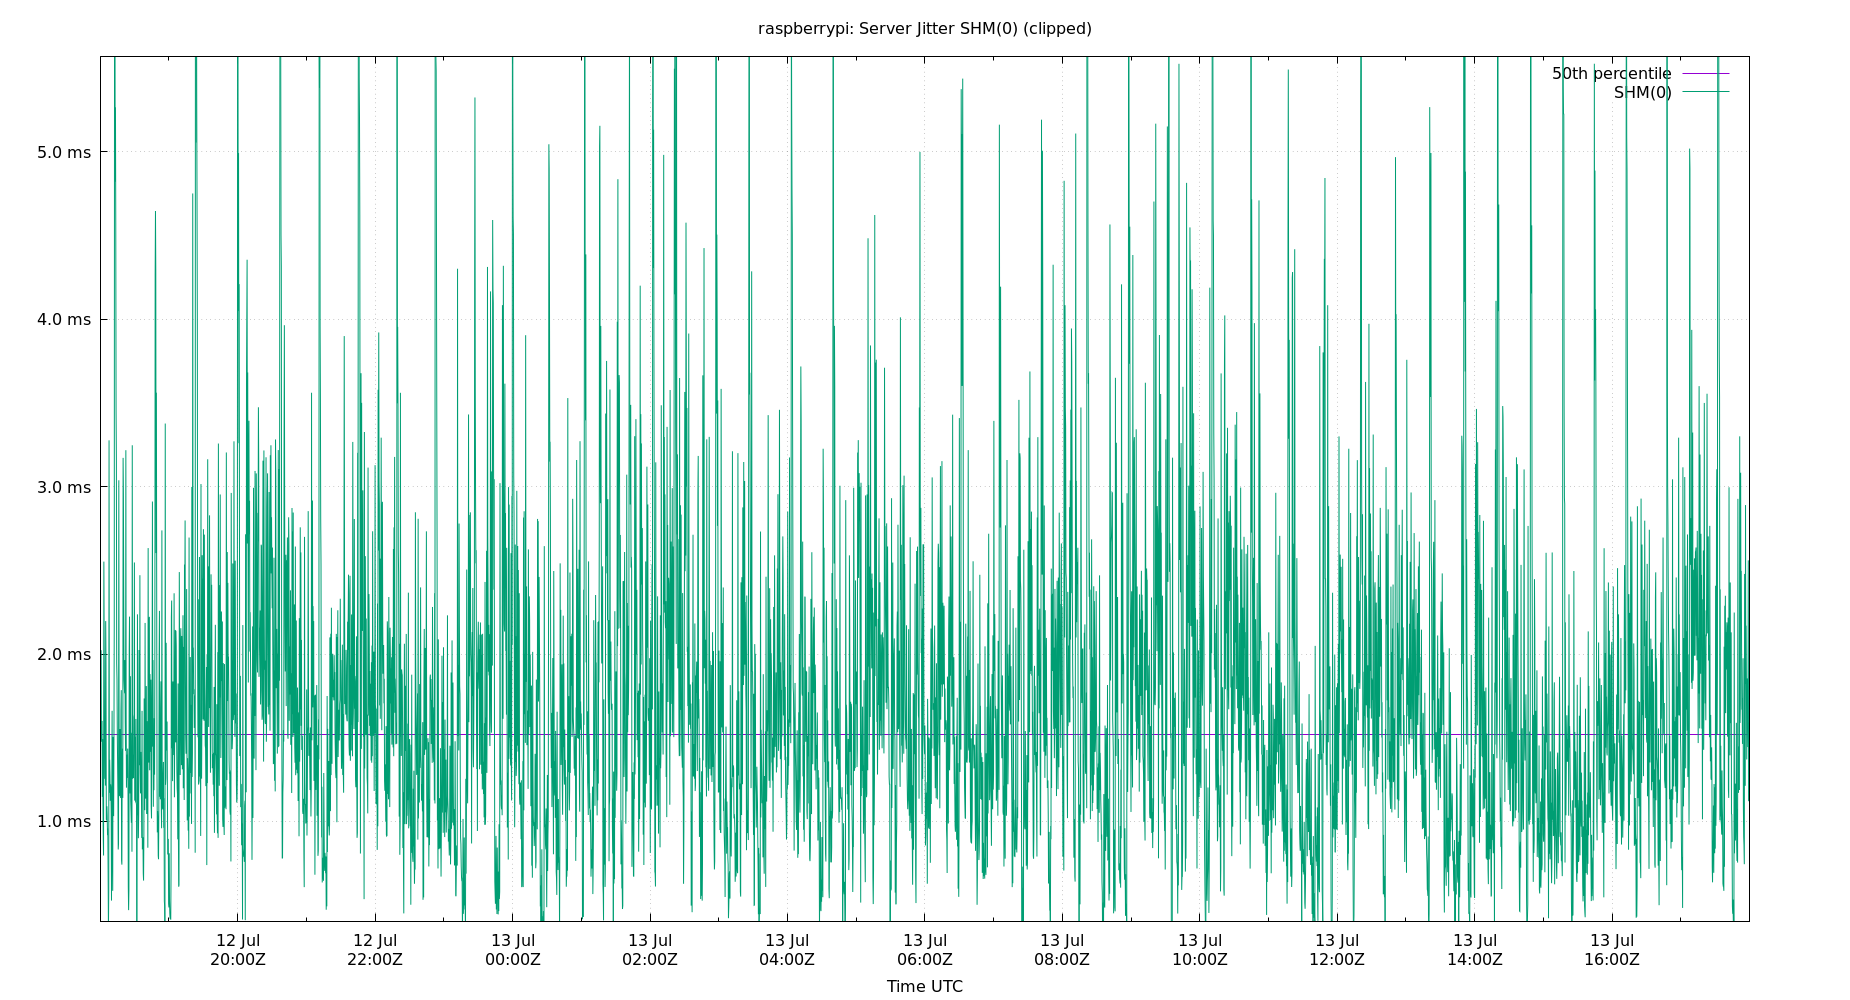 raspberrypi: Server Jitter SHM(0) (clipped)
50th percentile
SHM(0)
5.0 ms
4.0 ms
3.0 ms
2.0 ms
1.0 ms
12 Jul 12 Jul 13 Jul 13 Jul 13 Jul 13 Jul 13 Jul 13 Jul 13 Jul 13 Jul 13 Jul
20:00Z 22:00Z 00:00Z 02:00Z 04:00Z 06:00Z 08:00Z 10:00Z 12:00Z 14:00Z 16:00Z
Time UTC